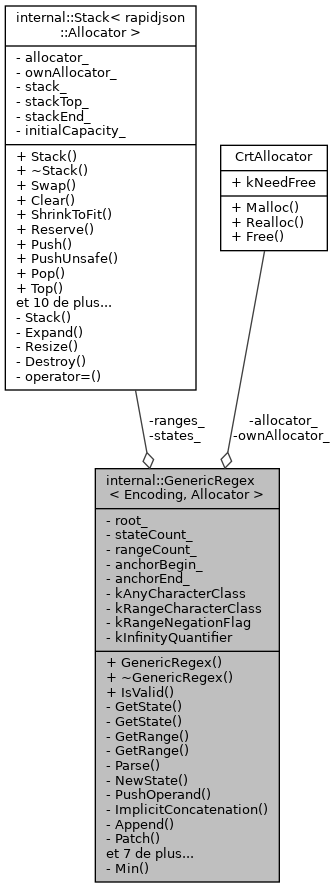 internal::Stack< rapidjson
::Allocator >
- allocator_
- ownAllocator_
- stack_
- stackTop_
- stackEnd_
- initialCapacity_
+ Stack()
+ ~Stack()
+ Swap()
+ Clear()
+ ShrinkToFit()
+ Reserve()
+ Push()
+ PushUnsafe()
+ Pop()
+ Top()
et 10 de plus...
- Stack()
- Expand()
- Resize()
- Destroy()
- operator=()
CrtAllocator
+ kNeedFree
+ Malloc()
+ Realloc()
+ Free()
-ranges_
-states_
-allocator_
-ownAllocator_
internal::GenericRegex
< Encoding, Allocator >
- root_
- stateCount_
- rangeCount_
- anchorBegin_
- anchorEnd_
- kAnyCharacterClass
- kRangeCharacterClass
- kRangeNegationFlag
- kInfinityQuantifier
+ GenericRegex()
+ ~GenericRegex()
+ IsValid()
- GetState()
- GetState()
- GetRange()
- GetRange()
- Parse()
- NewState()
- PushOperand()
- ImplicitConcatenation()
- Append()
- Patch()
et 7 de plus...
- Min()